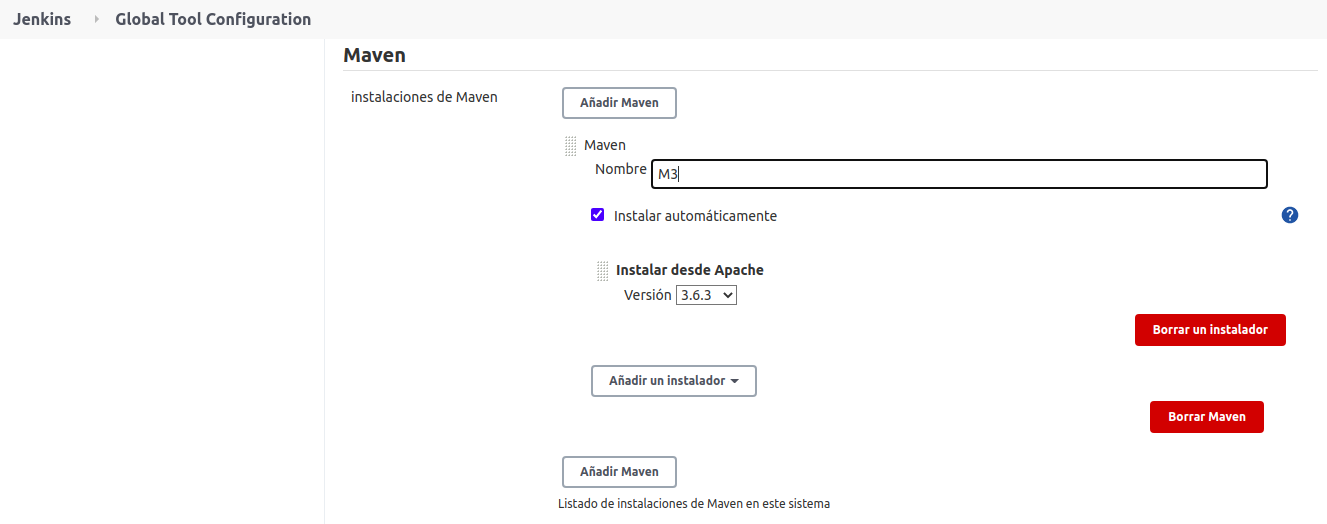 Jenkins Global Tool Configuration
Maven
instalaciones de Maven Añadir Maven
Maven
Nombre M3
Instalar automáticamente ?
Instalar desde Apache
Versión 3.6.3
Borrar un instalador
Añadir un instalador
Borrar Maven
Añadir Maven
Listado de instalaciones de Maven en este sistema